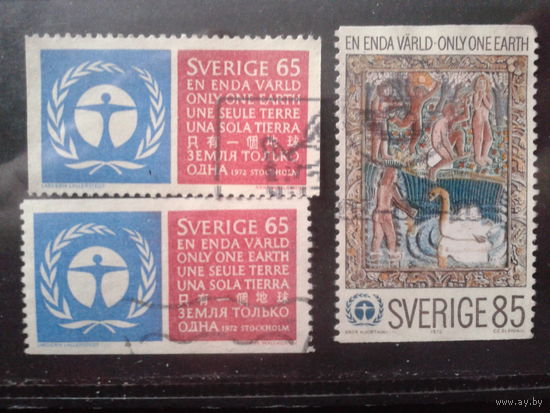 SVERIGE 65
EN ENDA VÄRLD
ONLY ONE EARTH
UNE SEULE TERRE
UNA SOLA TIERRA
只有一個地球
ЗЕМЛЯ ТОЛЬКО
ОДНА 1972 STOCKHOLM
SVERIGE 65
EN ENDA VÄRLD
ONLY ONE EARTH
UNE SEULE TERRE
UNA SOLA TIERRA
只有一個地球
ЗЕМЛЯ ТОЛЬКО
ОДНА 1972 STOCKHOLM
EN ENDA VÄRLD·ONLY ONE EARTH
SVERIGE 85
1972
www.ay.by